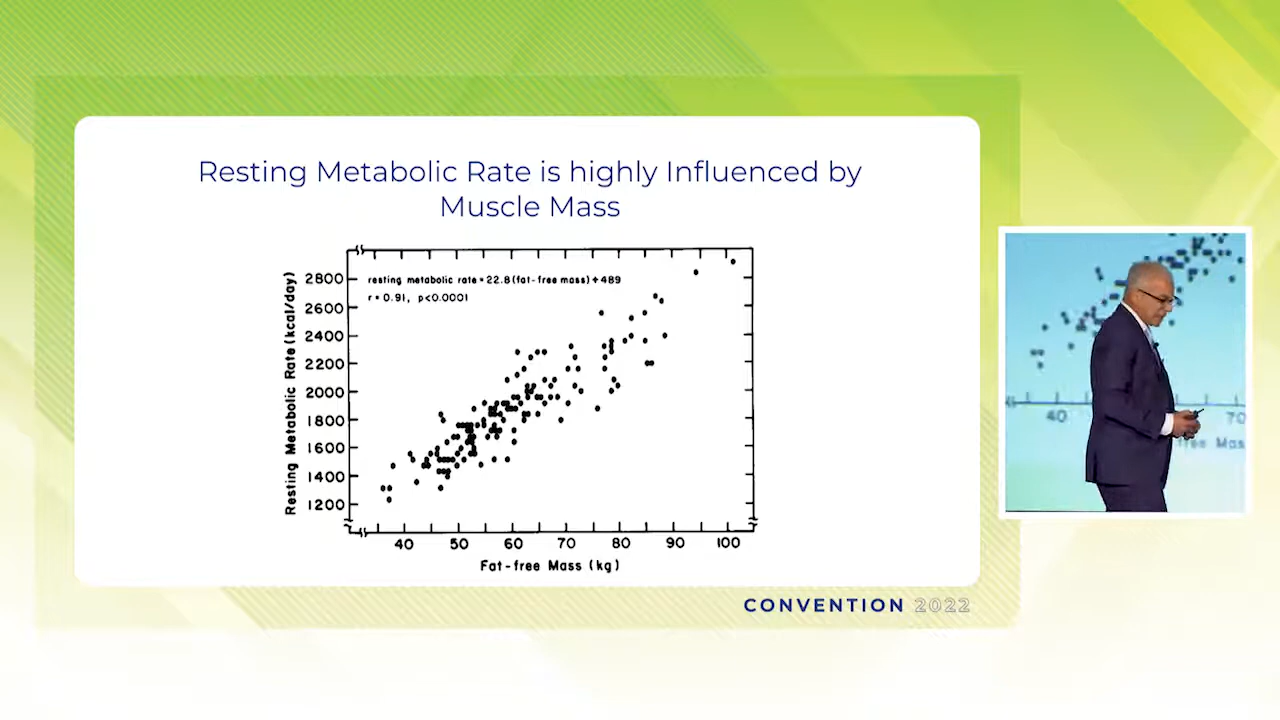 Resting Metabolic Rate is highly Influenced by
Muscle Mass
resting metabolic rate = 22.8 (fat-free mass) + 489
r = 0.91, p<0.0001
Resting Metabolic Rate (kcal/day)
2800
2600
2400
2200
2000
1800
1600
1400
1200
40 50 60 70 80 90 100
Fat-free Mass (kg)
40 70
free Mas
CONVENTION 2022